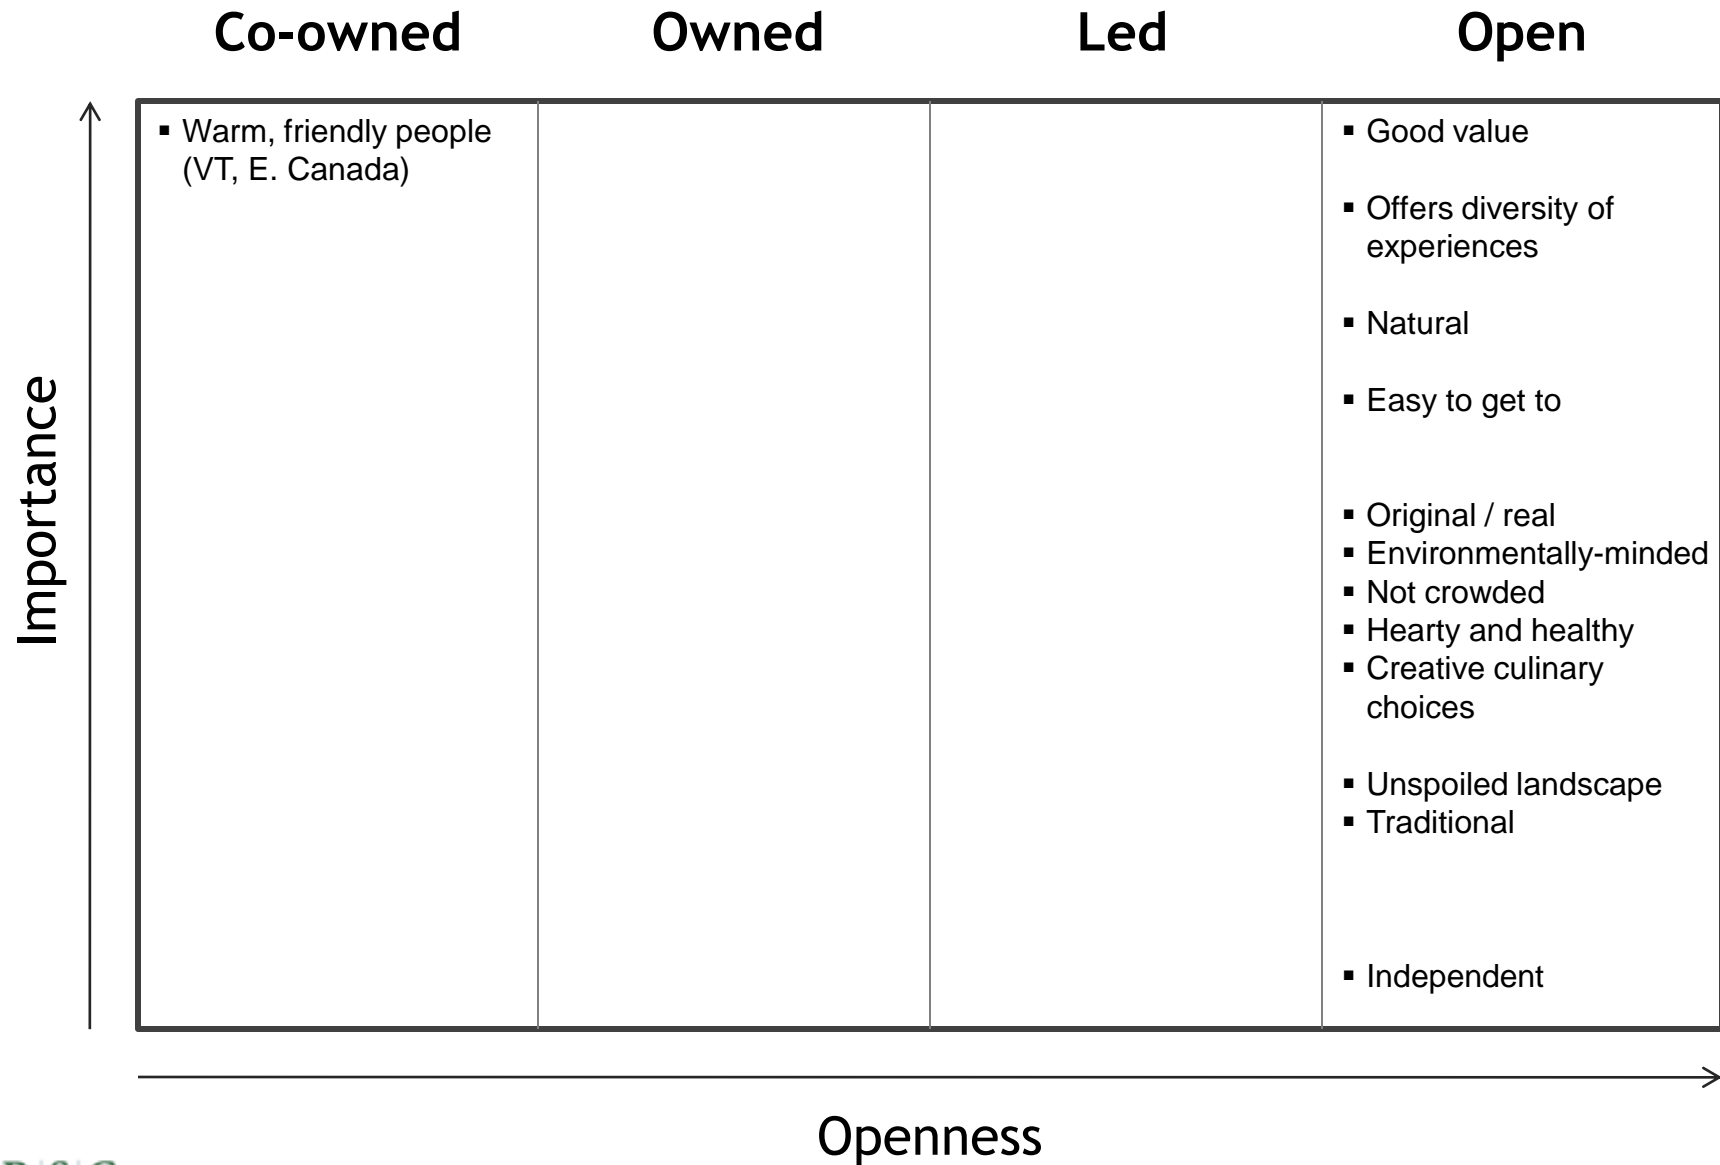 Co-owned Owned Led Open
Importance
▪ Warm, friendly people
(VT, E. Canada)
▪ Good value
▪ Offers diversity of
experiences
▪ Natural
▪ Easy to get to
▪ Original / real
▪ Environmentally-minded
▪ Not crowded
▪ Hearty and healthy
▪ Creative culinary
choices
▪ Unspoiled landscape
▪ Traditional
▪ Independent
Openness